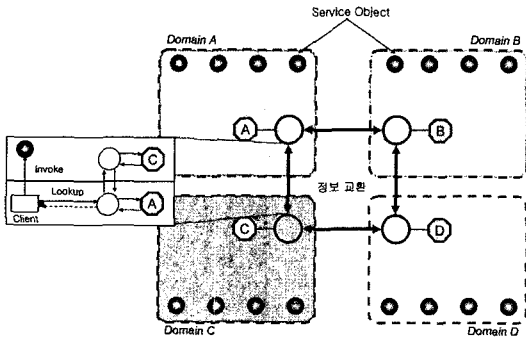 Service Object
Domain A
Domain B
A
B
C
Invoke
Lookup
A
Client
정보 교환
C
D
Domain C
Domain D